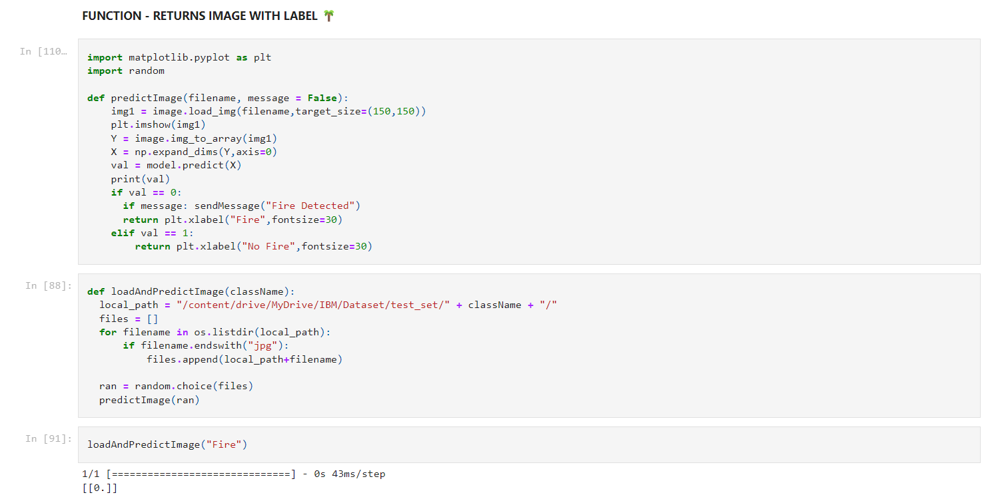 FUNCTION - RETURNS IMAGE WITH LABEL 🌴
In [110…
import matplotlib.pyplot as plt
import random

def predictImage(filename, message = False):
    img1 = image.load_img(filename,target_size=(150,150))
    plt.imshow(img1)
    Y = image.img_to_array(img1)
    X = np.expand_dims(Y,axis=0)
    val = model.predict(X)
    print(val)
    if val == 0:
      if message: sendMessage("Fire Detected")
      return plt.xlabel("Fire",fontsize=30)
    elif val == 1:
        return plt.xlabel("No Fire",fontsize=30)
In [88]:
def loadAndPredictImage(className):
  local_path = "/content/drive/MyDrive/IBM/Dataset/test_set/" + className + "/"
  files = []
  for filename in os.listdir(local_path):
      if filename.endswith("jpg"):
          files.append(local_path+filename)

  ran = random.choice(files)
  predictImage(ran)
In [91]:
loadAndPredictImage("Fire")
1/1 [==============================] - 0s 43ms/step
[[0.]]